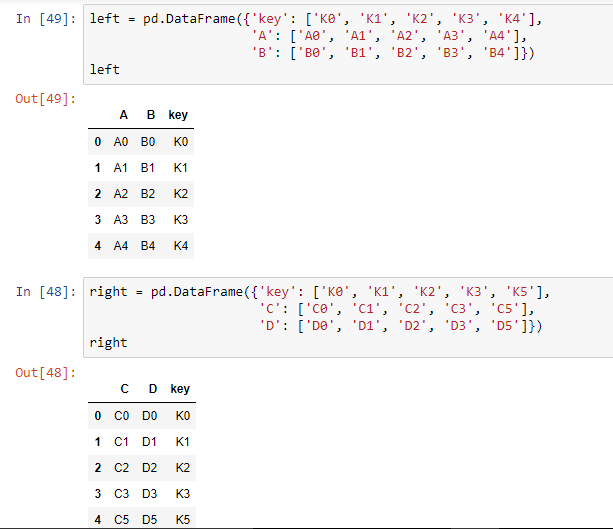 In [49]: left = pd.DataFrame({'key': ['K0', 'K1', 'K2', 'K3', 'K4'],
'A': ['A0', 'A1', 'A2', 'A3', 'A4'],
'B': ['B0', 'B1', 'B2', 'B3', 'B4']})
left
Out[49]:
A B key
0 A0 B0 K0
1 A1 B1 K1
2 A2 B2 K2
3 A3 B3 K3
4 A4 B4 K4
In [48]: right = pd.DataFrame({'key': ['K0', 'K1', 'K2', 'K3', 'K5'],
'C': ['C0', 'C1', 'C2', 'C3', 'C5'],
'D': ['D0', 'D1', 'D2', 'D3', 'D5']})
right
Out[48]:
C D key
0 C0 D0 K0
1 C1 D1 K1
2 C2 D2 K2
3 C3 D3 K3
4 C5 D5 K5